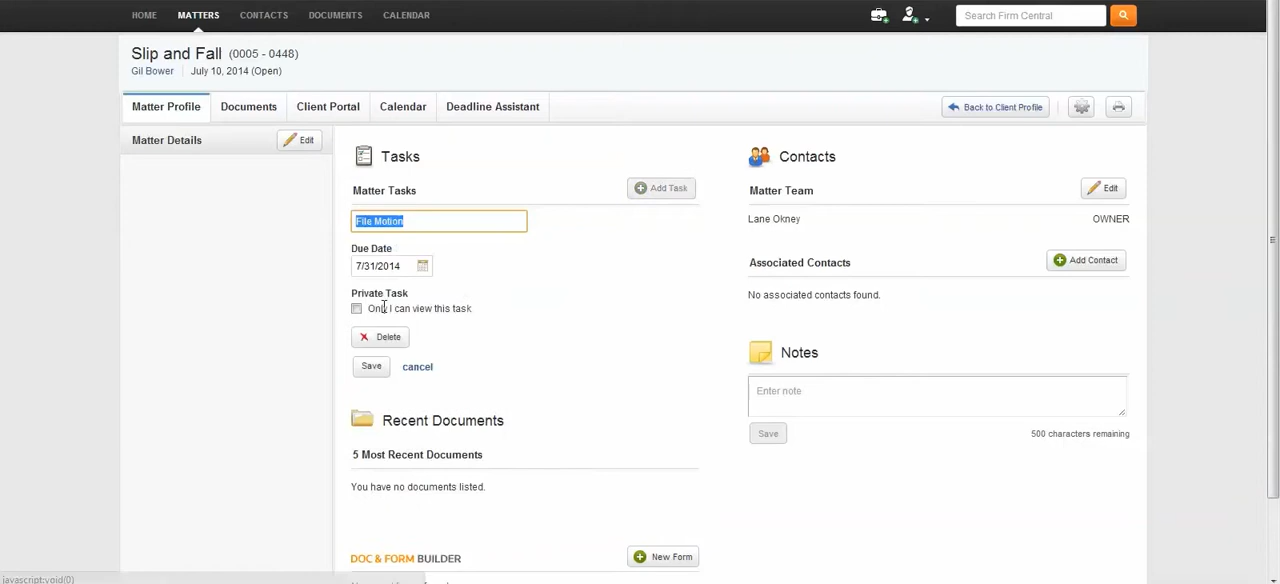 HOME MATTERS CONTACTS DOCUMENTS CALENDAR Search Firm Central
Slip and Fall (0005 - 0448)
Gil Bower July 10, 2014 (Open)
Matter Profile Documents Client Portal Calendar Deadline Assistant Back to Client Profile
Matter Details Edit
Tasks
Matter Tasks Add Task
File Motion
Due Date
7/31/2014
Private Task
Only I can view this task
Delete
Save cancel
Recent Documents
5 Most Recent Documents
You have no documents listed.
DOC & FORM BUILDER New Form
Contacts
Matter Team Edit
Lane Okney OWNER
Associated Contacts Add Contact
No associated contacts found.
Notes
Enter note
Save 500 characters remaining
javascript:void(0)